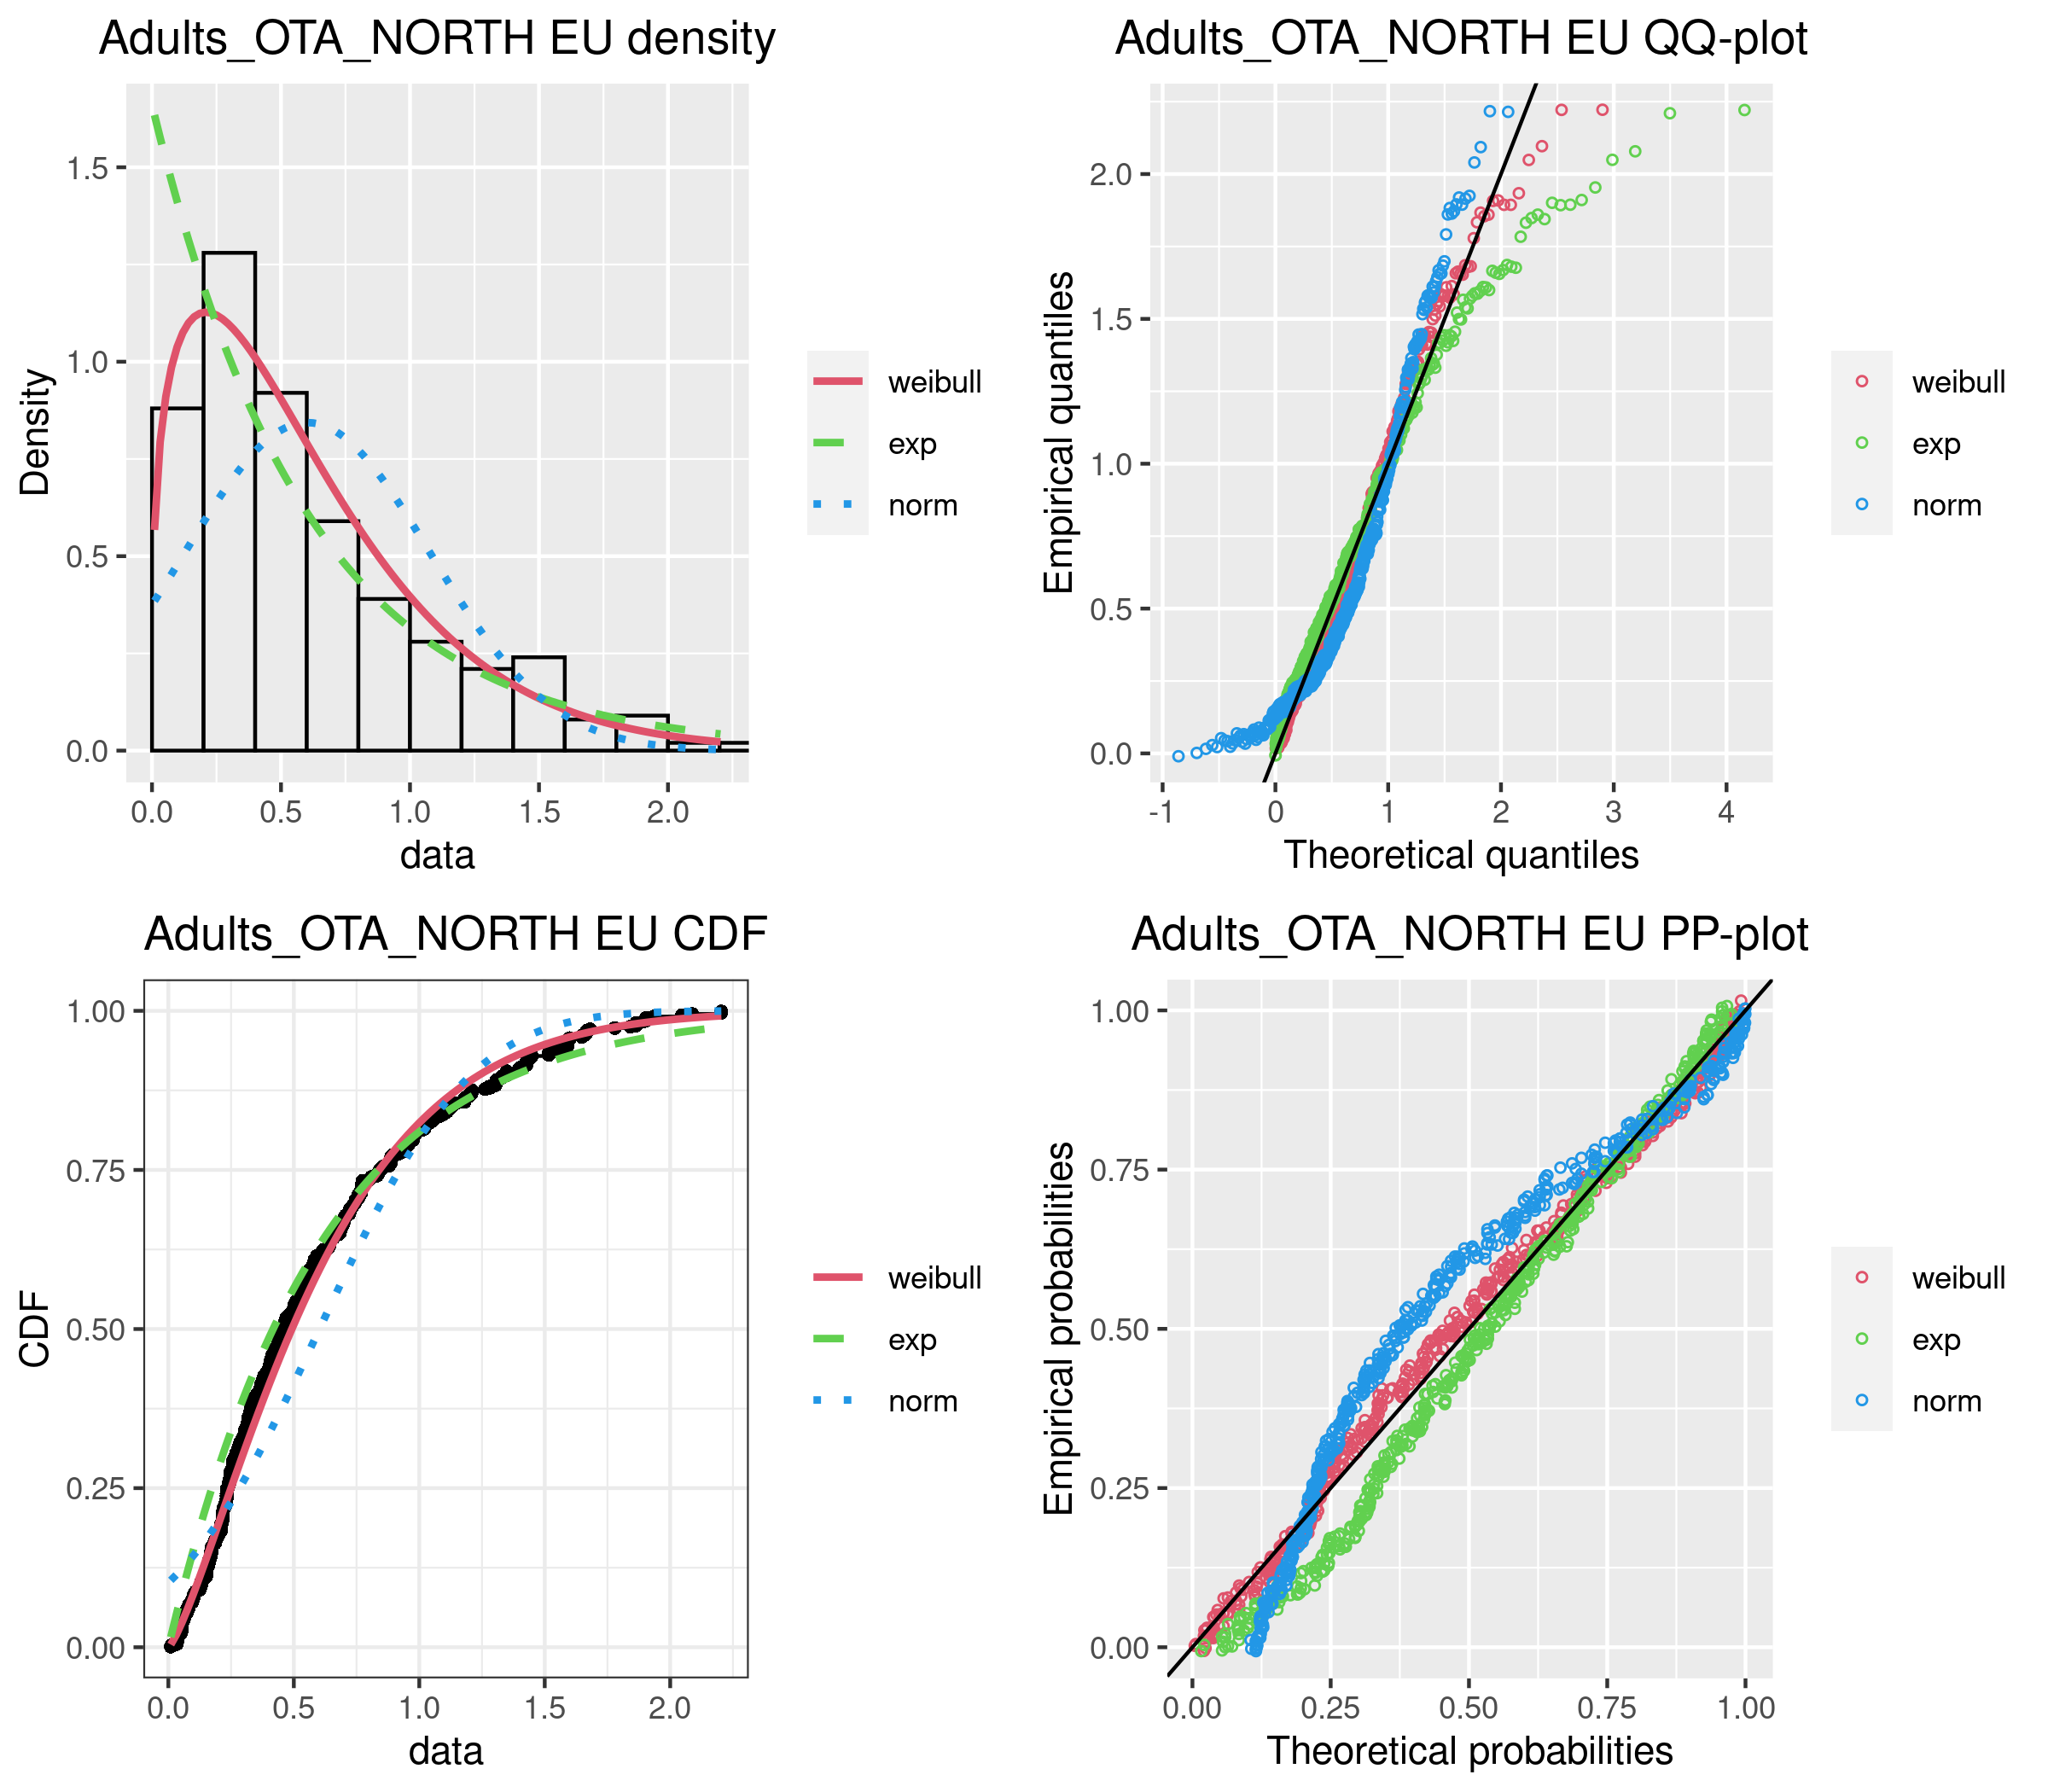 Adults_OTA_NORTH EU density
Density
1.5
1.0
0.5
0.0
0.0 0.5 1.0 1.5 2.0
data
weibull
exp
norm
Adults_OTA_NORTH EU QQ-plot
Empirical quantiles
2.0
1.5
1.0
0.5
0.0
-1 0 1 2 3 4
Theoretical quantiles
weibull
exp
norm
Adults_OTA_NORTH EU CDF
CDF
1.00
0.75
0.50
0.25
0.00
0.0 0.5 1.0 1.5 2.0
data
weibull
exp
norm
Adults_OTA_NORTH EU PP-plot
Empirical probabilities
1.00
0.75
0.50
0.25
0.00
0.00 0.25 0.50 0.75 1.00
Theoretical probabilities
weibull
exp
norm